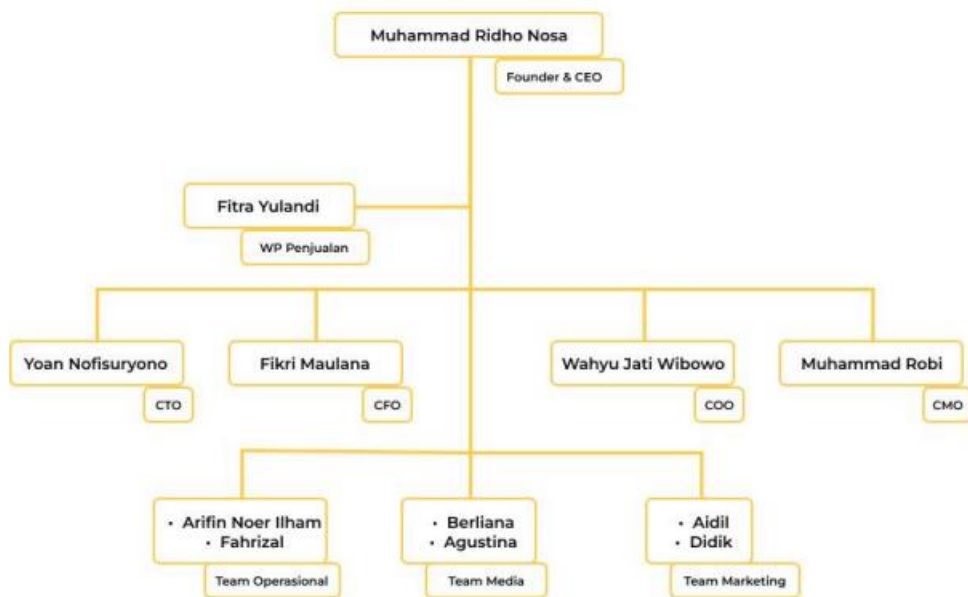 Muhammad Ridho Nosa
Founder & CEO
Fitra Yulandi
WP Penjualan
Yoan Nofisuryono
CTO
Fikri Maulana
CFO
Wahyu Jati Wibowo
COO
Muhammad Robi
CMO
• Arifin Noer Ilham
• Fahrizal
Team Operasional
• Berliana
• Agustina
Team Media
• Aidil
• Didik
Team Marketing